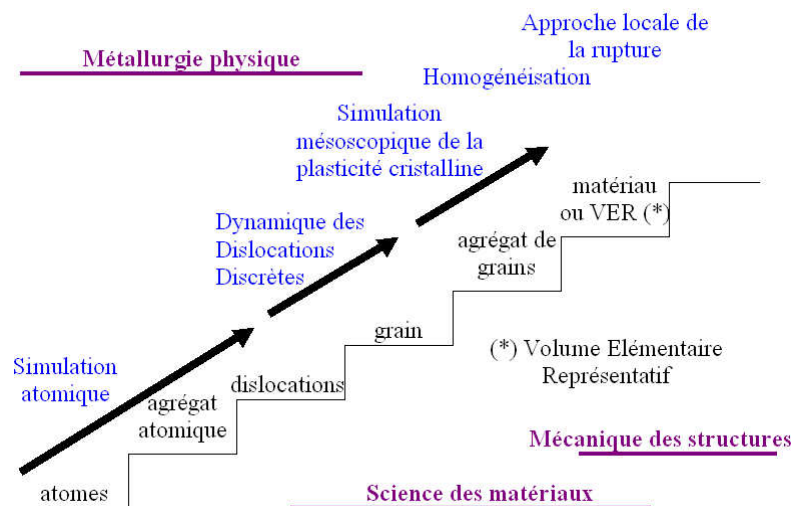 Approche locale de
la rupture
Métallurgie physique
Homogénéisation
Simulation
mésoscopique de la
plasticité cristalline
matériau
ou VER (*)
Dynamique des
Dislocations
Discrètes
agrégat de
grains
grain
(*) Volume Elémentaire
Représentatif
Simulation
atomique
dislocations
agrégat
atomique
Mécanique des structures
atomes
Science des matériaux